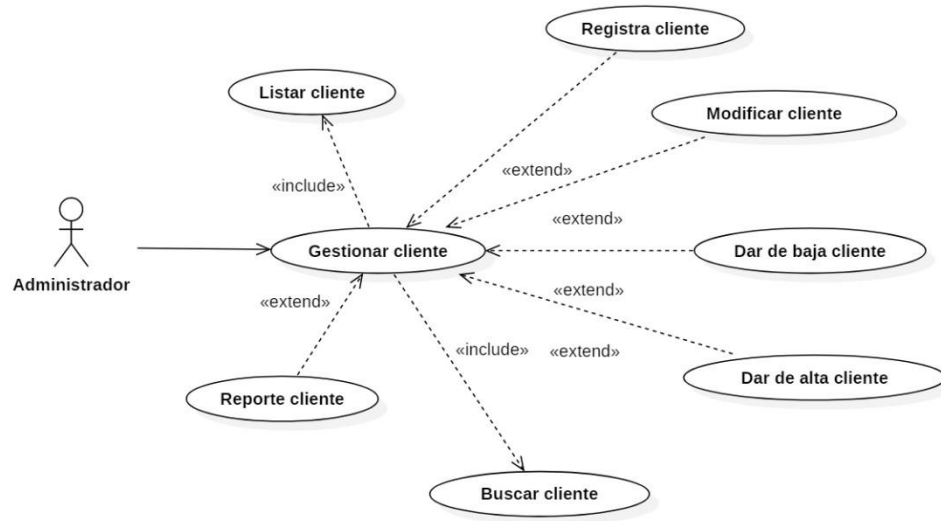 Registra cliente
Listar cliente
Modificar cliente
«extend»
«include»
«extend»
Gestionar cliente
Dar de baja cliente
Administrador
«extend»
«extend»
«include»
«extend»
Dar de alta cliente
Reporte cliente
Buscar cliente